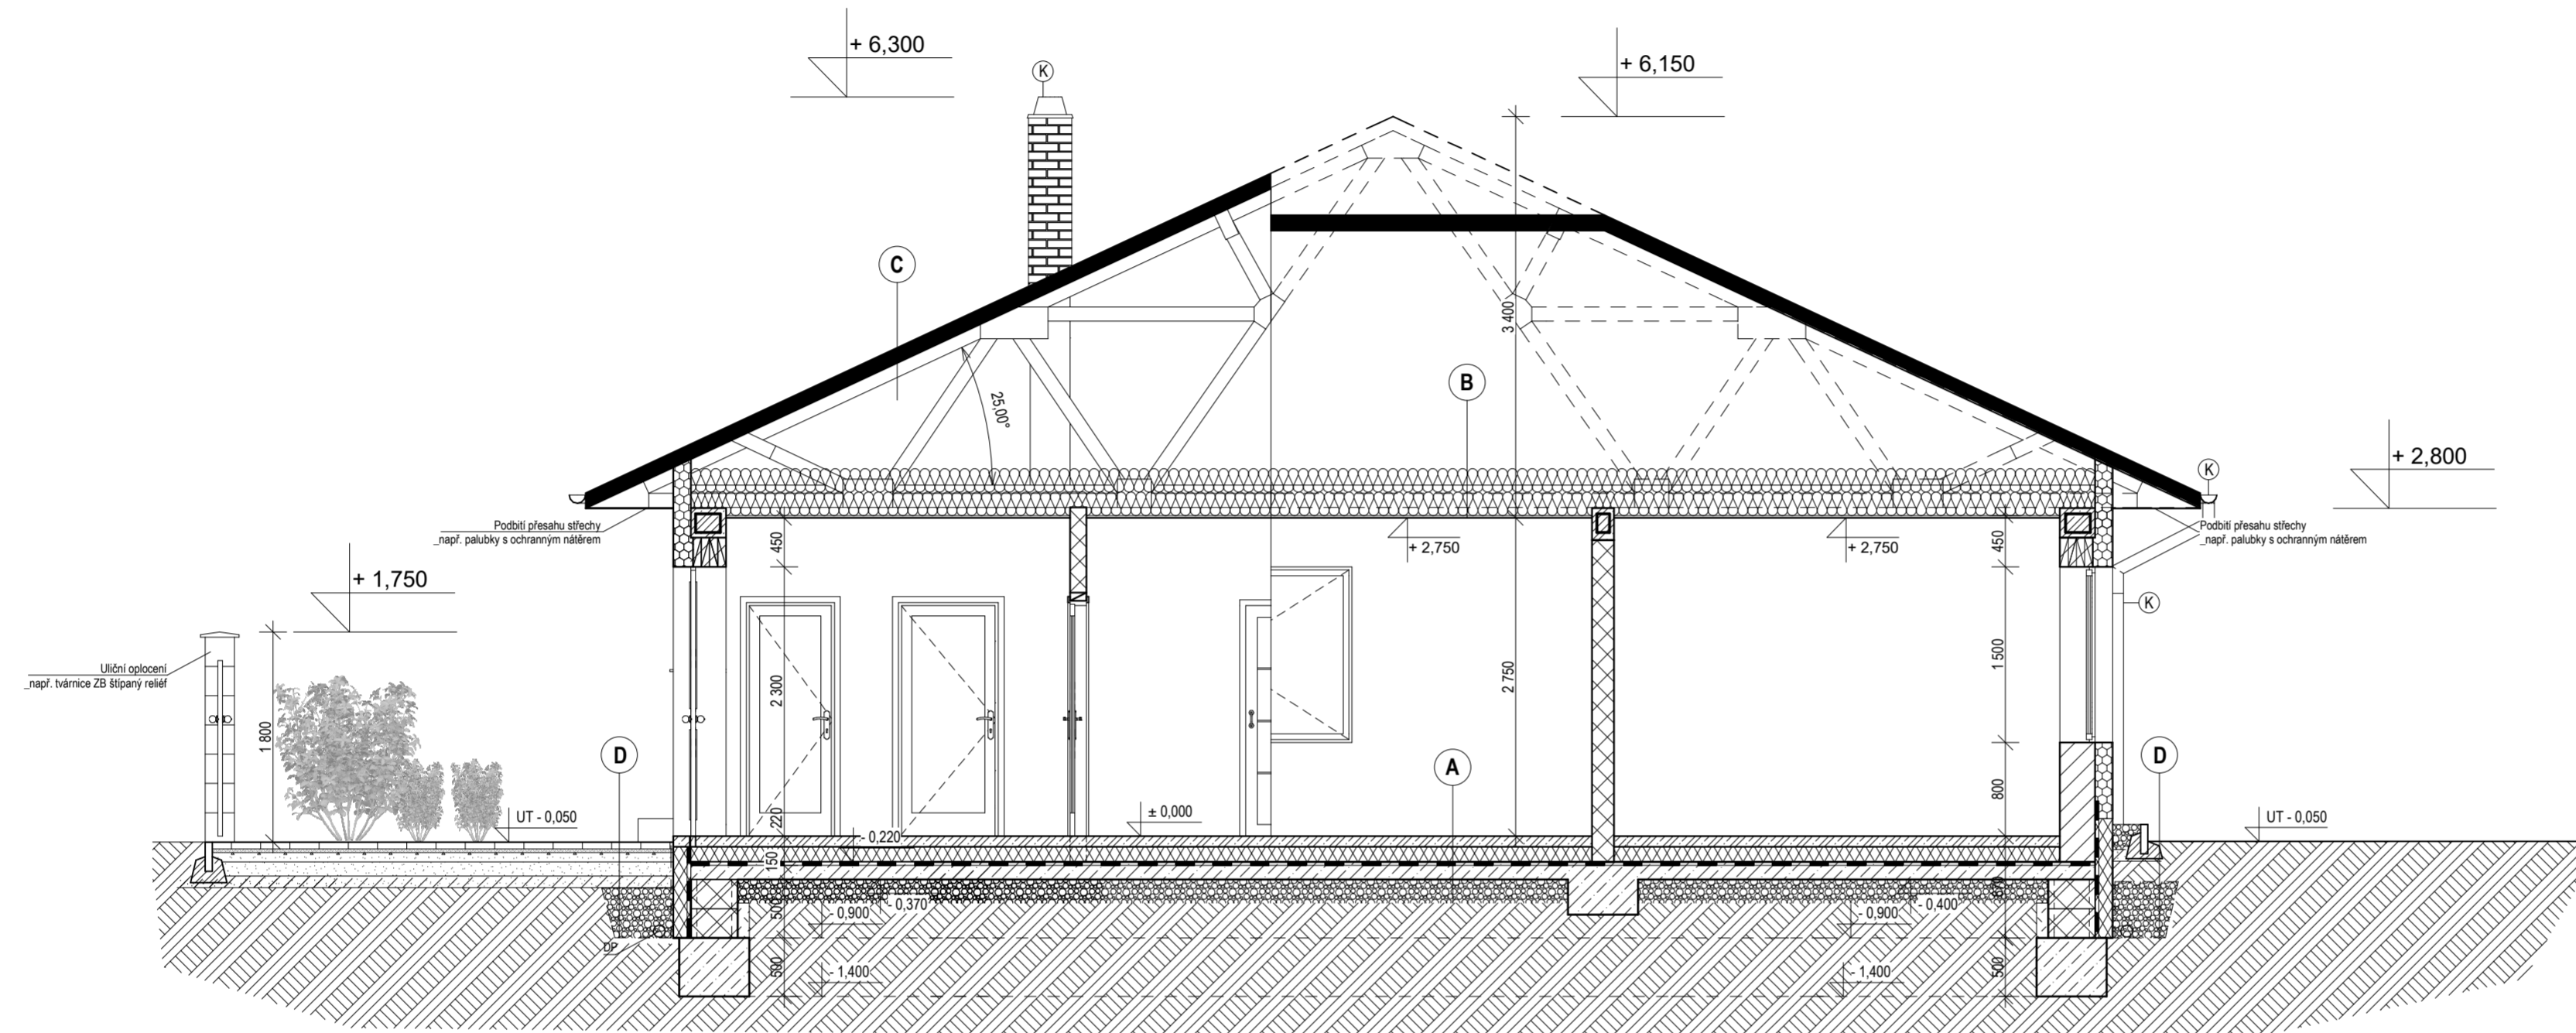 + 6,300
K
+ 6,150
C
25,00°
3 400
B
+ 2,800
K
Podbití přesahu střechy
_např. palubky s ochranným nátěrem
450
+ 2,750
+ 2,750
450
Podbití přesahu střechy
_např. palubky s ochranným nátěrem
+ 1,750
K
Uliční oplocení
_např. tvárnice ZB štípaný reliéf
1 800
2 300
2 750
1 500
D
A
D
800
UT - 0,050
220
± 0,000
UT - 0,050
- 0,220
150
500
- 0,370
- 0,900
- 0,900
- 0,400
DP
500
- 1,400
- 1,400
500